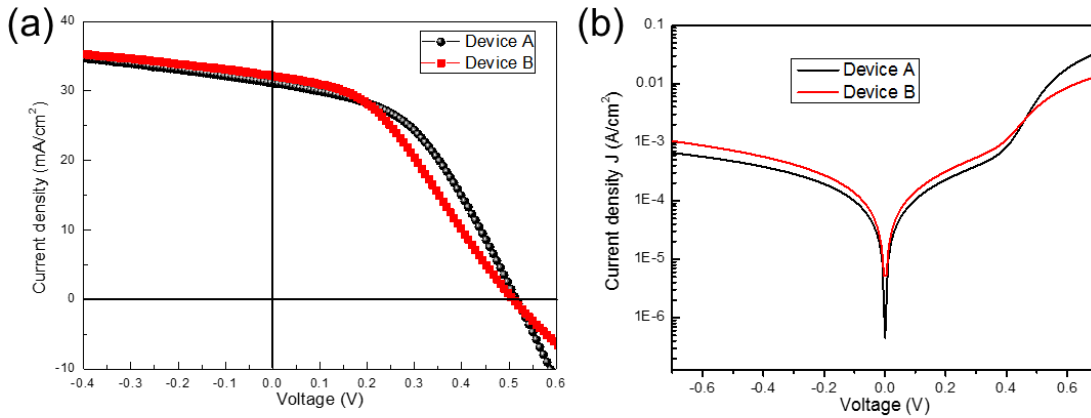 (a)
Current density (mA/cm²)
40
30
20
10
0
-10
Device A
Device B
-0.4 -0.3 -0.2 -0.1 0.0 0.1 0.2 0.3 0.4 0.5 0.6
Voltage (V)
(b)
Current density J (A/cm²)
0.1
0.01
1E-3
1E-4
1E-5
1E-6
Device A
Device B
-0.6 -0.4 -0.2 0.0 0.2 0.4 0.6
Voltage (V)